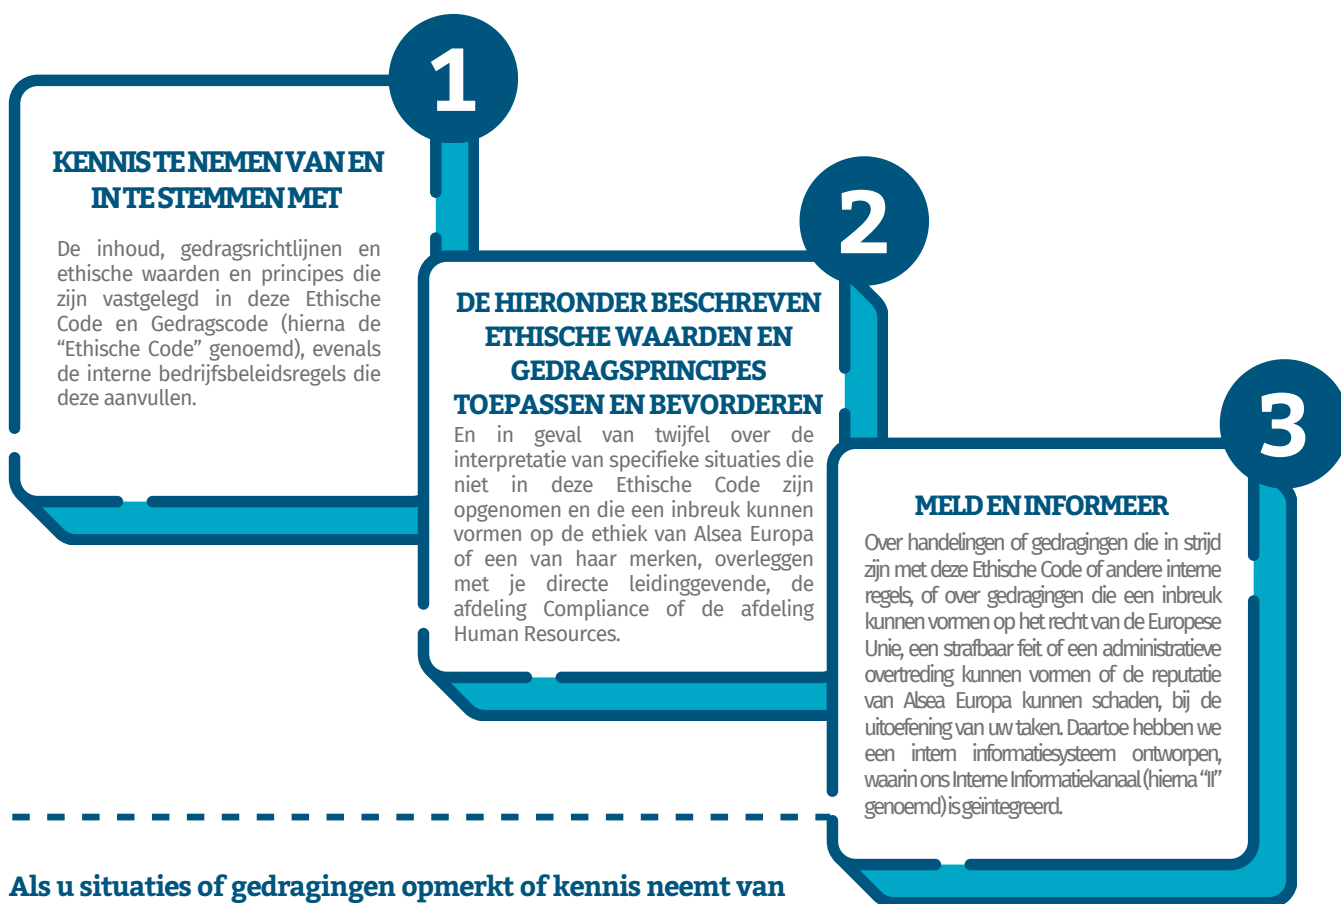 1
KENNIS TE NEMEN VAN EN
IN TE STEMMEN MET
De inhoud, gedragsrichtlijnen en
ethische waarden en principes die
zijn vastgelegd in deze Ethische
Code en Gedragscode (hierna de
“Ethische Code” genoemd), evenals
de interne bedrijfsbeleidsregels die
deze aanvullen.
2
DE HIERONDER BESCHREVEN
ETHISCHE WAARDEN EN
GEDRAGSPRINCIPES
TOEPASSEN EN BEVORDEREN
En in geval van twijfel over de
interpretatie van specifieke situaties die
niet in deze Ethische Code zijn
opgenomen en die een inbreuk kunnen
vormen op de ethiek van Alsea Europa
of een van haar merken, overleggen
met je directe leidinggevende, de
afdeling Compliance of de afdeling
Human Resources.
3
MELD EN INFORMEER
Over handelingen of gedragingen die in strijd
zijn met deze Ethische Code of andere interne
regels, of over gedragingen die een inbreuk
kunnen vormen op het recht van de Europese
Unie, een strafbaar feit of een administratieve
overtreding kunnen vormen of de reputatie
van Alsea Europa kunnen schaden, bij de
uitoefening van uw taken. Daartoe hebben we
een intern informatiesysteem ontworpen,
waarin ons Interne Informatiekanaal (hierna “II”
genoemd) is geïntegreerd.
Als u situaties of gedragingen opmerkt of kennis neemt van